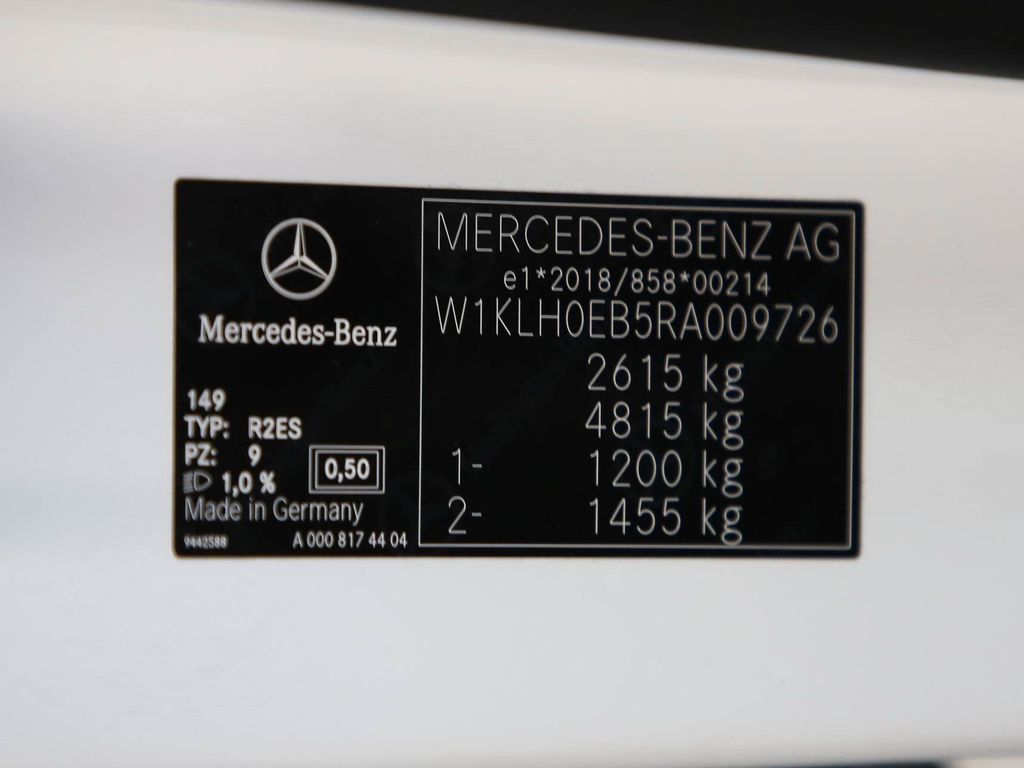 Mercedes-Benz
149
TYP: R2ES
PZ: 9
1,0 %
0,50
Made in Germany
9442588
A 000 817 44 04
MERCEDES-BENZ AG
e1*2018/858*00214
W1KLH0EB5RA009726
2615 kg
4815 kg
1- 1200 kg
2- 1455 kg